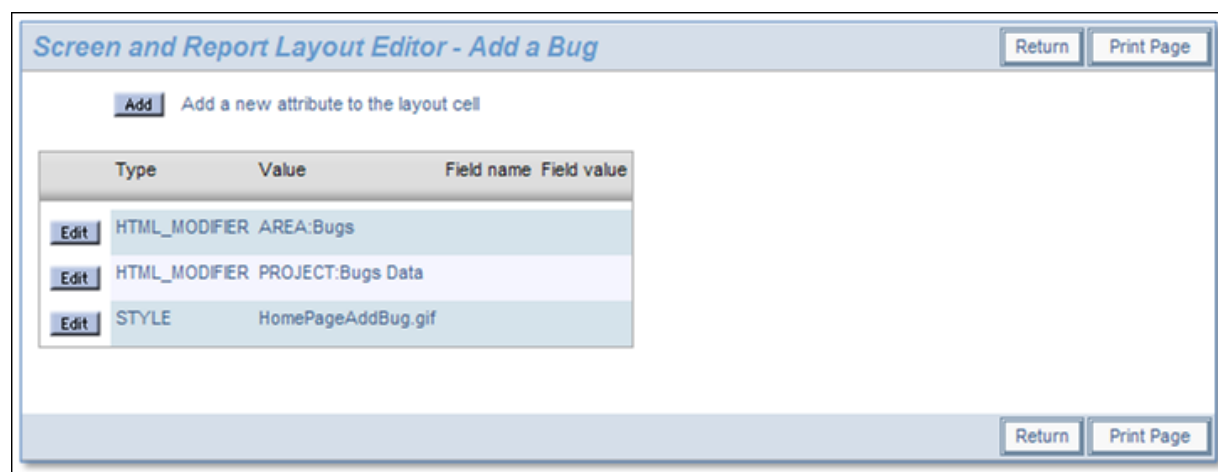 Screen and Report Layout Editor - Add a Bug Return Print Page
Add Add a new attribute to the layout cell
Type Value Field name Field value
Edit HTML_MODIFIER AREA:Bugs
Edit HTML_MODIFIER PROJECT:Bugs Data
Edit STYLE HomePageAddBug.gif
Return Print Page